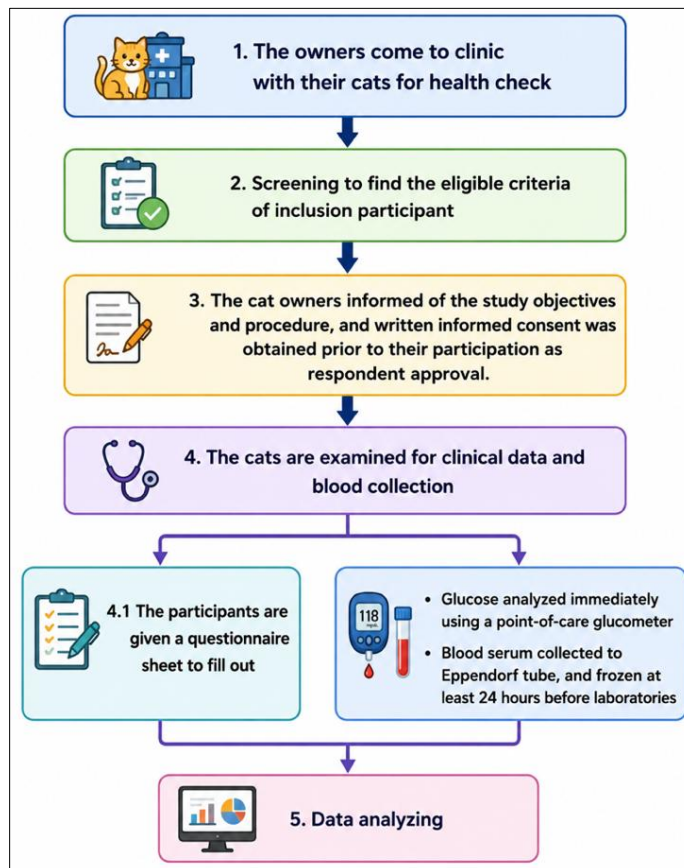 1. The owners come to clinic
with their cats for health check
2. Screening to find the eligible criteria
of inclusion participant
3. The cat owners informed of the study objectives
and procedure, and written informed consent was
obtained prior to their participation as
respondent approval.
4. The cats are examined for clinical data and
blood collection
4.1 The participants are
given a questionnaire
sheet to fill out
118
• Glucose analyzed immediately
using a point-of-care glucometer
• Blood serum collected to
Eppendorf tube, and frozen at
least 24 hours before laboratories
5. Data analyzing